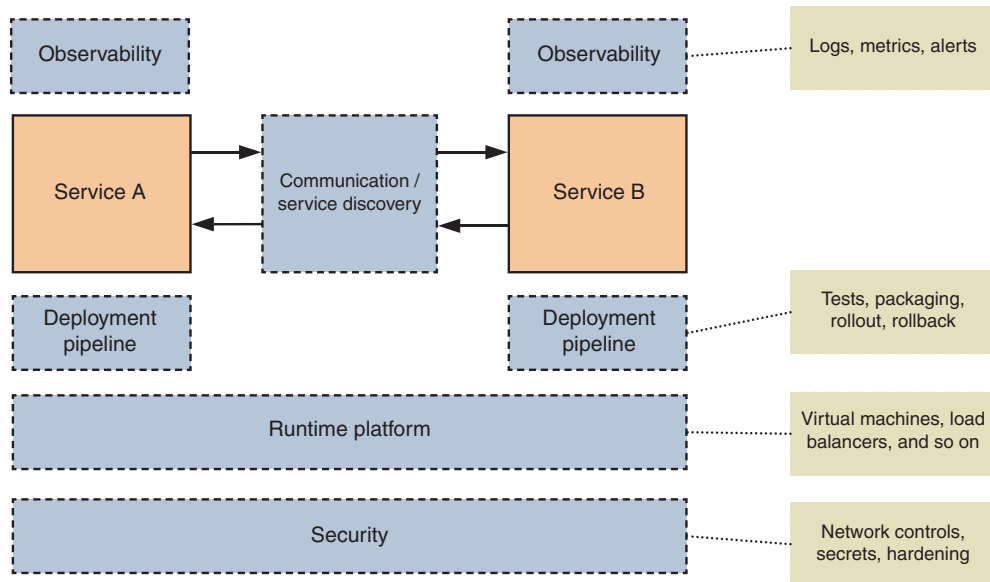 Observability
Observability
Logs, metrics, alerts
Service A
Communication /
service discovery
Service B
Deployment
pipeline
Deployment
pipeline
Tests, packaging,
rollout, rollback
Runtime platform
Virtual machines, load
balancers, and so on
Security
Network controls,
secrets, hardening